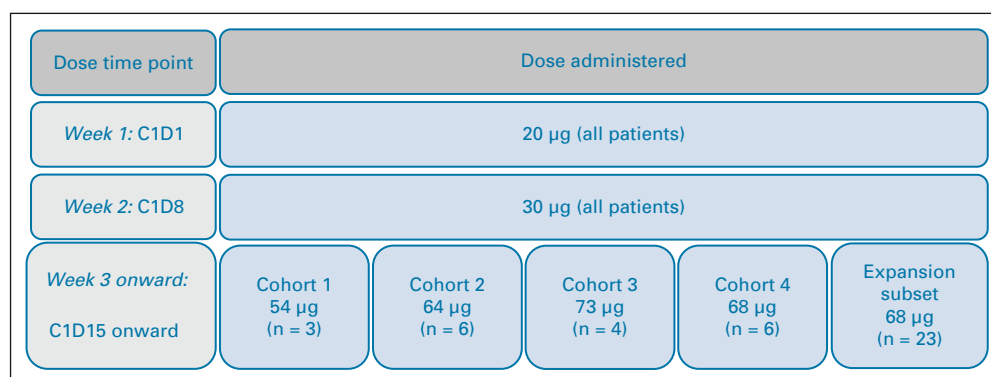 Dose time point
Dose administered
Week 1: C1D1
20 µg (all patients)
Week 2: C1D8
30 µg (all patients)
Week 3 onward:
C1D15 onward
Cohort 1
54 µg
(n = 3)
Cohort 2
64 µg
(n = 6)
Cohort 3
73 µg
(n = 4)
Cohort 4
68 µg
(n = 6)
Expansion
subset
68 µg
(n = 23)